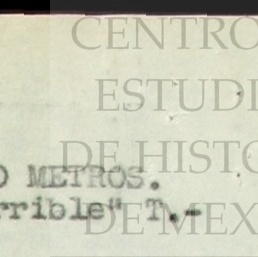 CENTRO
ESTUDI
DE HISTO
O METROS.
rrible" T.-
DE MEX